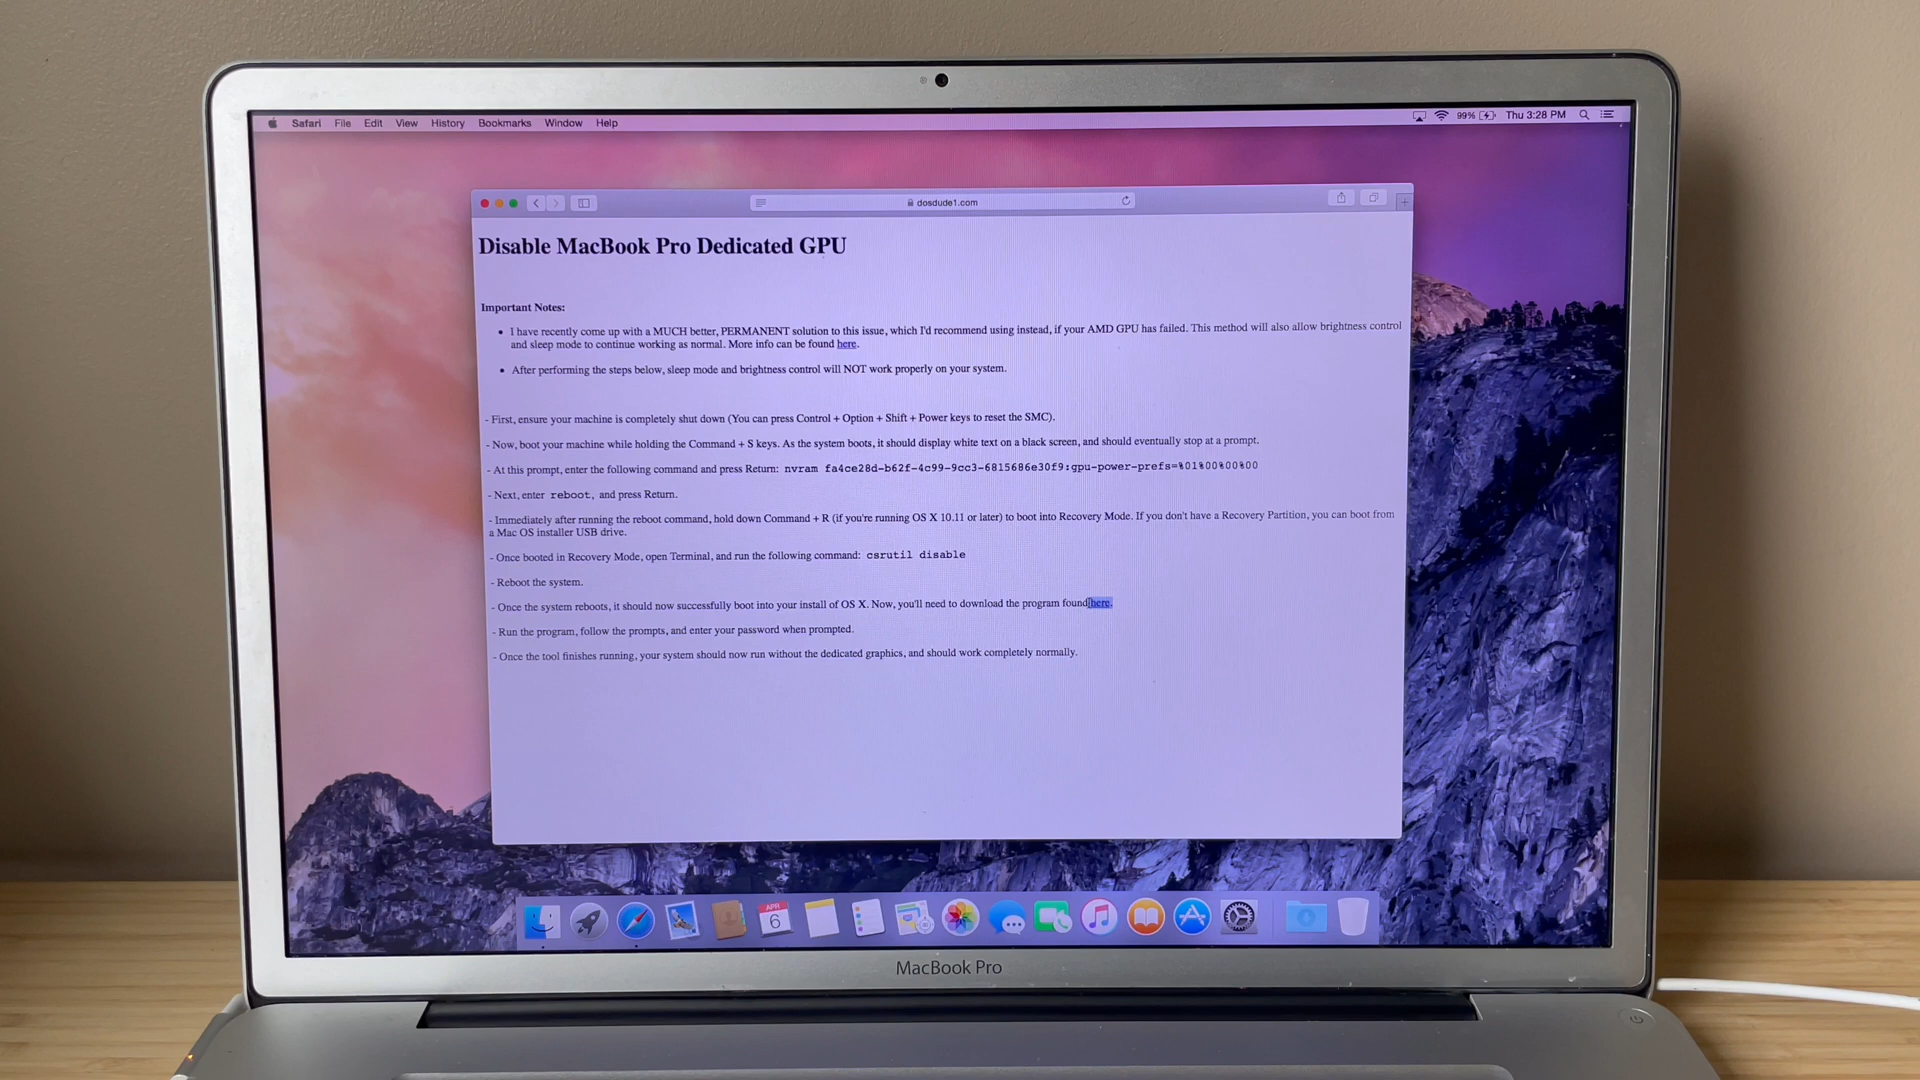 Safari File Edit View History Bookmarks Window Help 99% Thu 3:28 PM
dosdude1.com
Disable MacBook Pro Dedicated GPU
Important Notes:
• I have recently come up with a MUCH better, PERMANENT solution to this issue, which I'd recommend using instead, if your AMD GPU has failed. This method will also allow brightness control
and sleep mode to continue working as normal. More info can be found here.
• After performing the steps below, sleep mode and brightness control will NOT work properly on your system.
- First, ensure your machine is completely shut down (You can press Control + Option + Shift + Power keys to reset the SMC).
- Now, boot your machine while holding the Command + S keys. As the system boots, it should display white text on a black screen, and should eventually stop at a prompt.
- At this prompt, enter the following command and press Return: nvram fa4ce28d-b62f-4c99-9cc3-6815686e30f9:gpu-power-prefs=%01%00%00%00
- Next, enter reboot, and press Return.
- Immediately after running the reboot command, hold down Command + R (if you're running OS X 10.11 or later) to boot into Recovery Mode. If you don't have a Recovery Partition, you can boot from
a Mac OS installer USB drive.
- Once booted in Recovery Mode, open Terminal, and run the following command: csrutil disable
- Reboot the system.
- Once the system reboots, it should now successfully boot into your install of OS X. Now, you'll need to download the program found here.
- Run the program, follow the prompts, and enter your password when prompted.
- Once the tool finishes running, your system should now run without the dedicated graphics, and should work completely normally.
APR
6
MacBook Pro